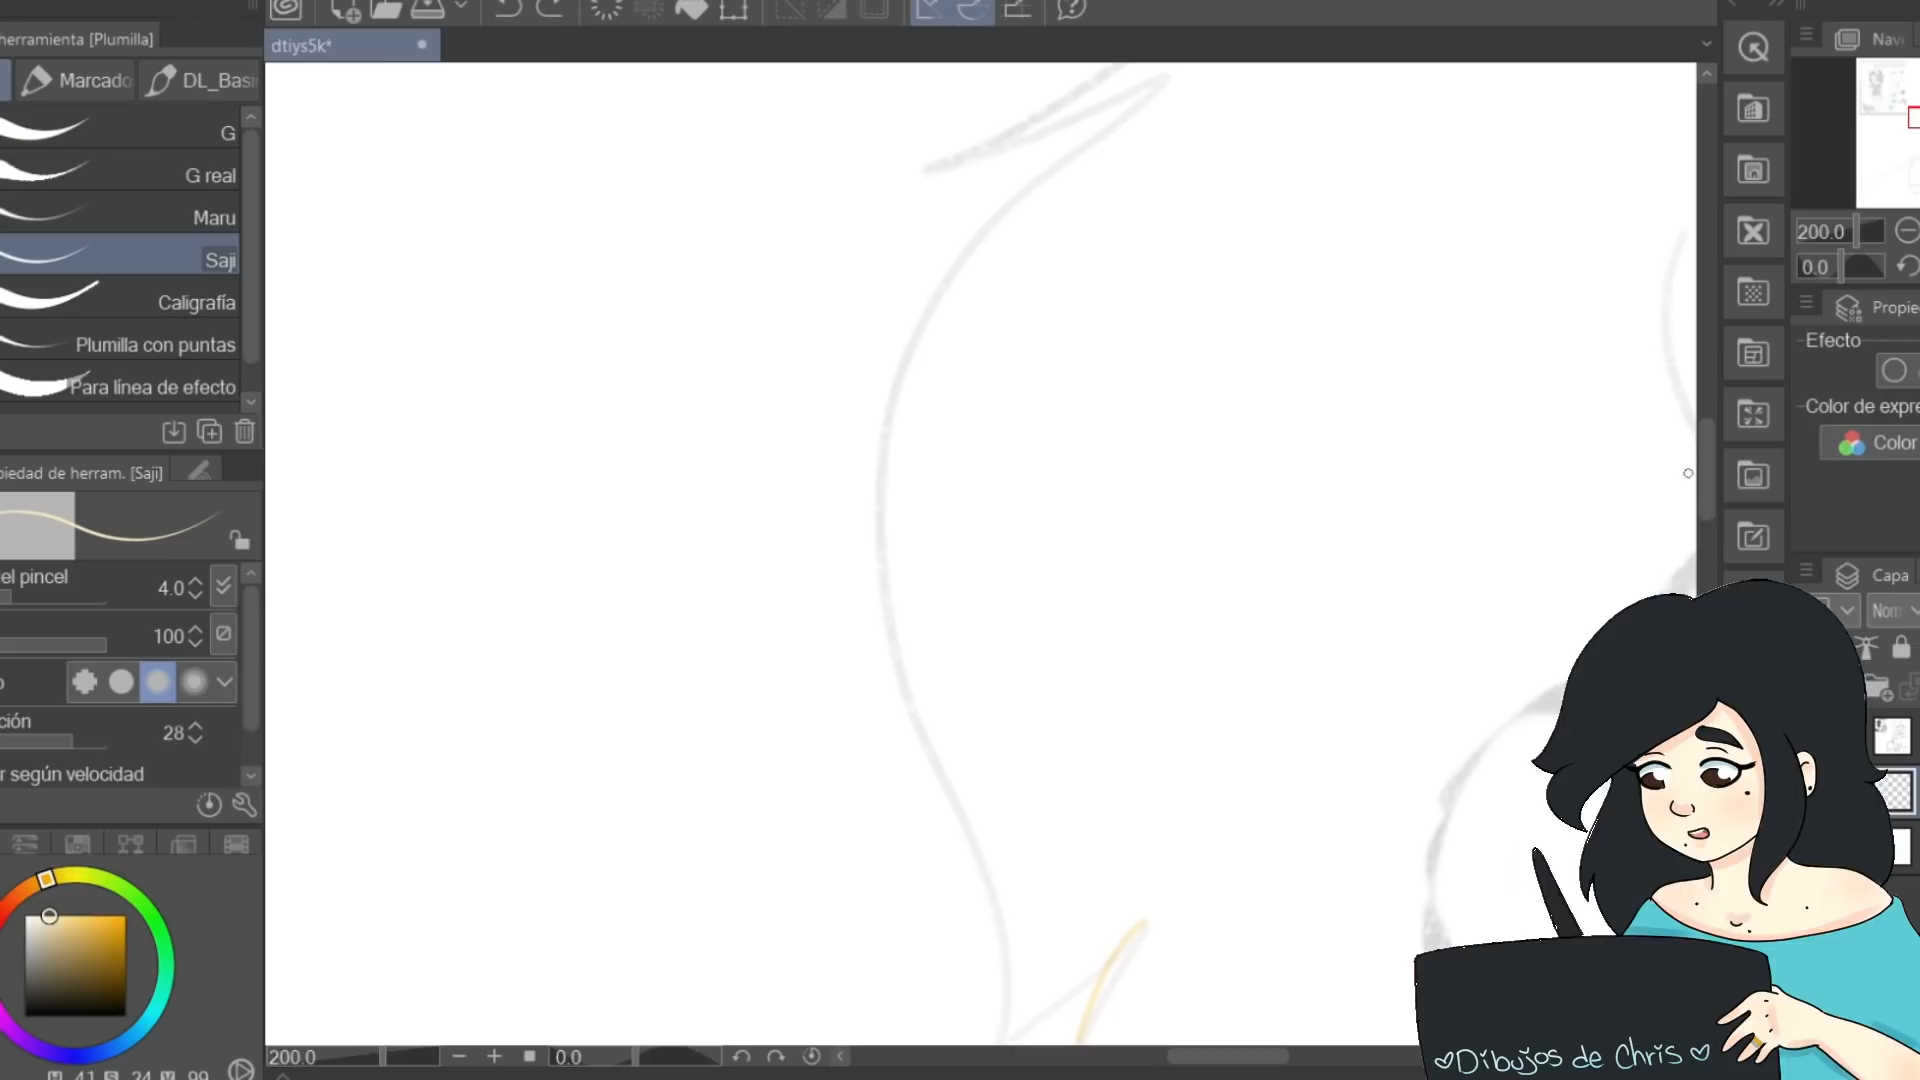 herramienta [Plumilla]
dtiys5k*
Marcado
DL_Basi
G
G real
Maru
Saji
Caligrafía
Plumilla con puntas
Para línea de efecto
piedad de herram. [Saji]
el pincel
4.0
100
o
ción
28
r según velocidad
H 41 S 24 V 99
200.0
0.0
Nav
200.0
0.0
Propie
Efecto
Color de expre
Color
Capa
Norn
Dibujos de Chris